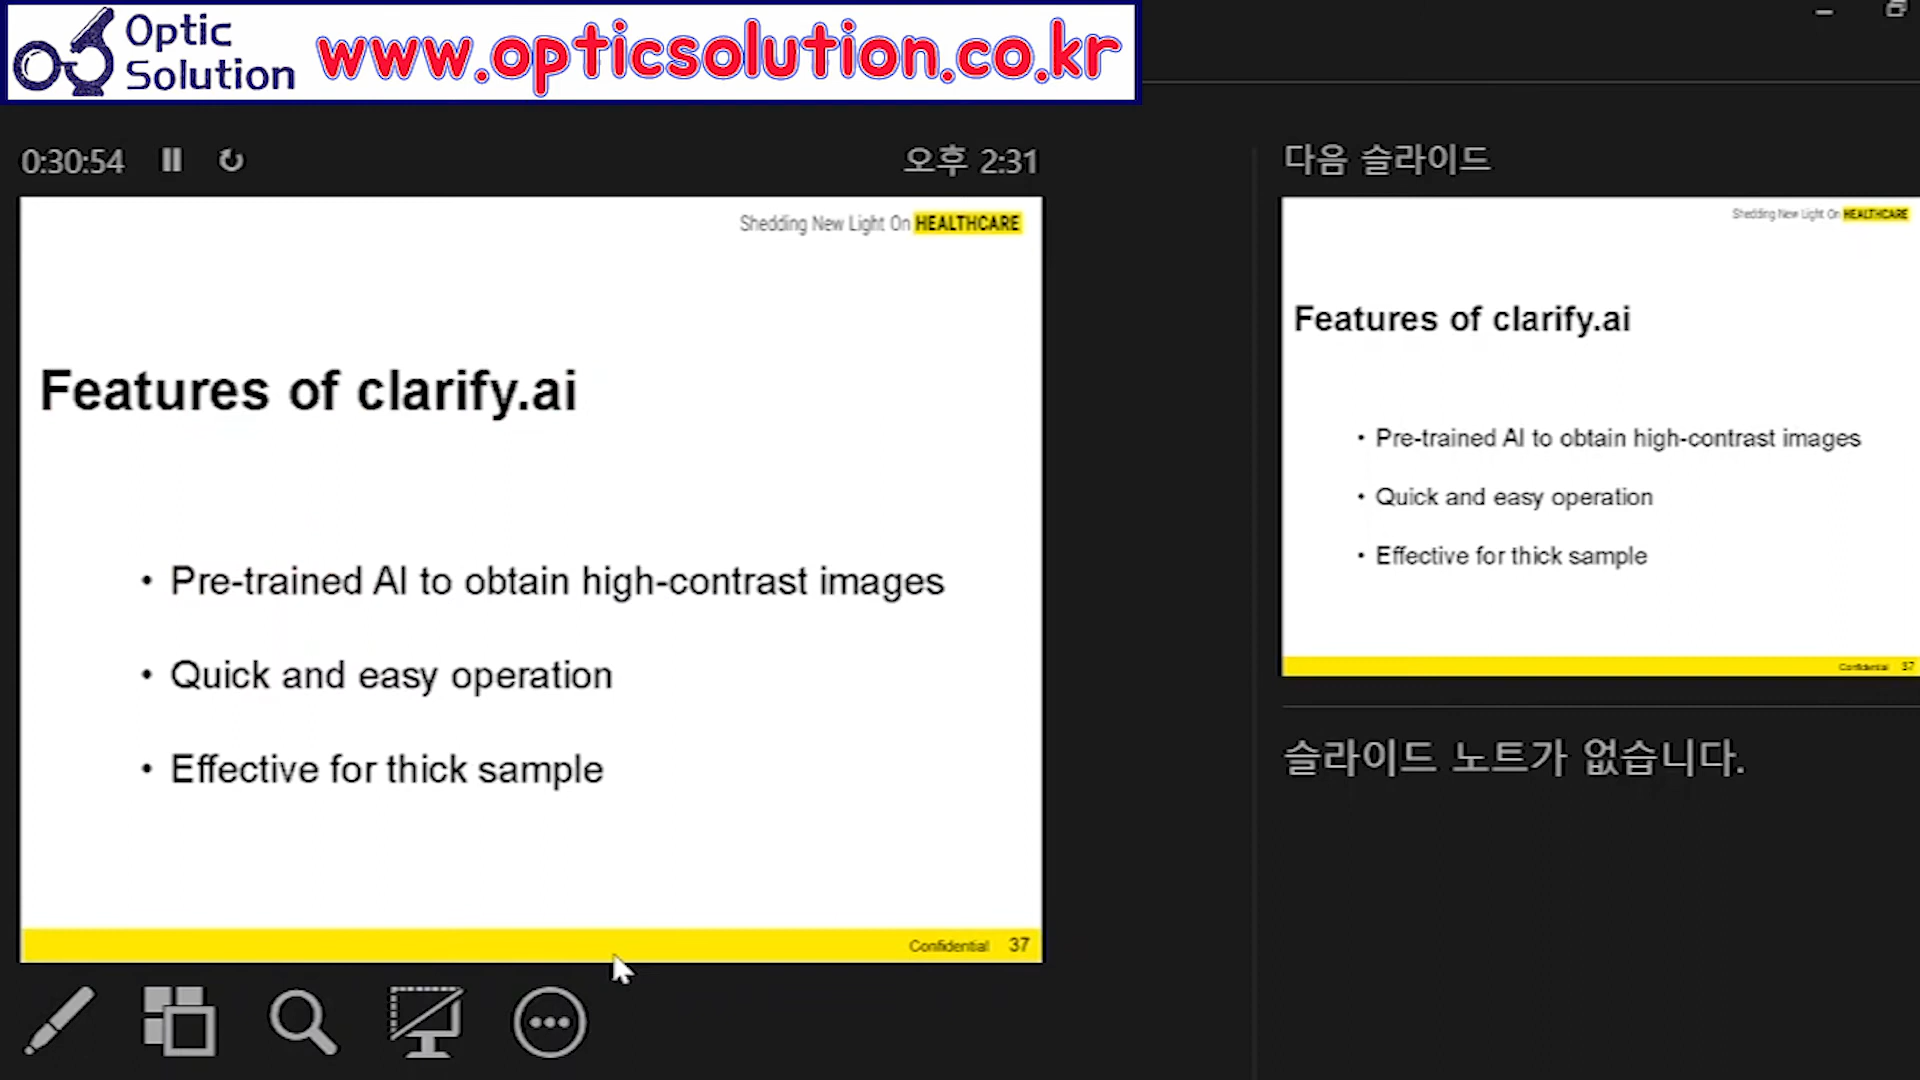 Optic
Solution
www.opticsolution.co.kr
0:30:54
오후 2:31
Shedding New Light On HEALTHCARE
Features of clarify.ai
• Pre-trained AI to obtain high-contrast images
• Quick and easy operation
• Effective for thick sample
Confidential 37
다음 슬라이드
Shedding New Light On HEALTHCARE
Features of clarify.ai
• Pre-trained AI to obtain high-contrast images
• Quick and easy operation
• Effective for thick sample
Confidential 37
슬라이드 노트가 없습니다.